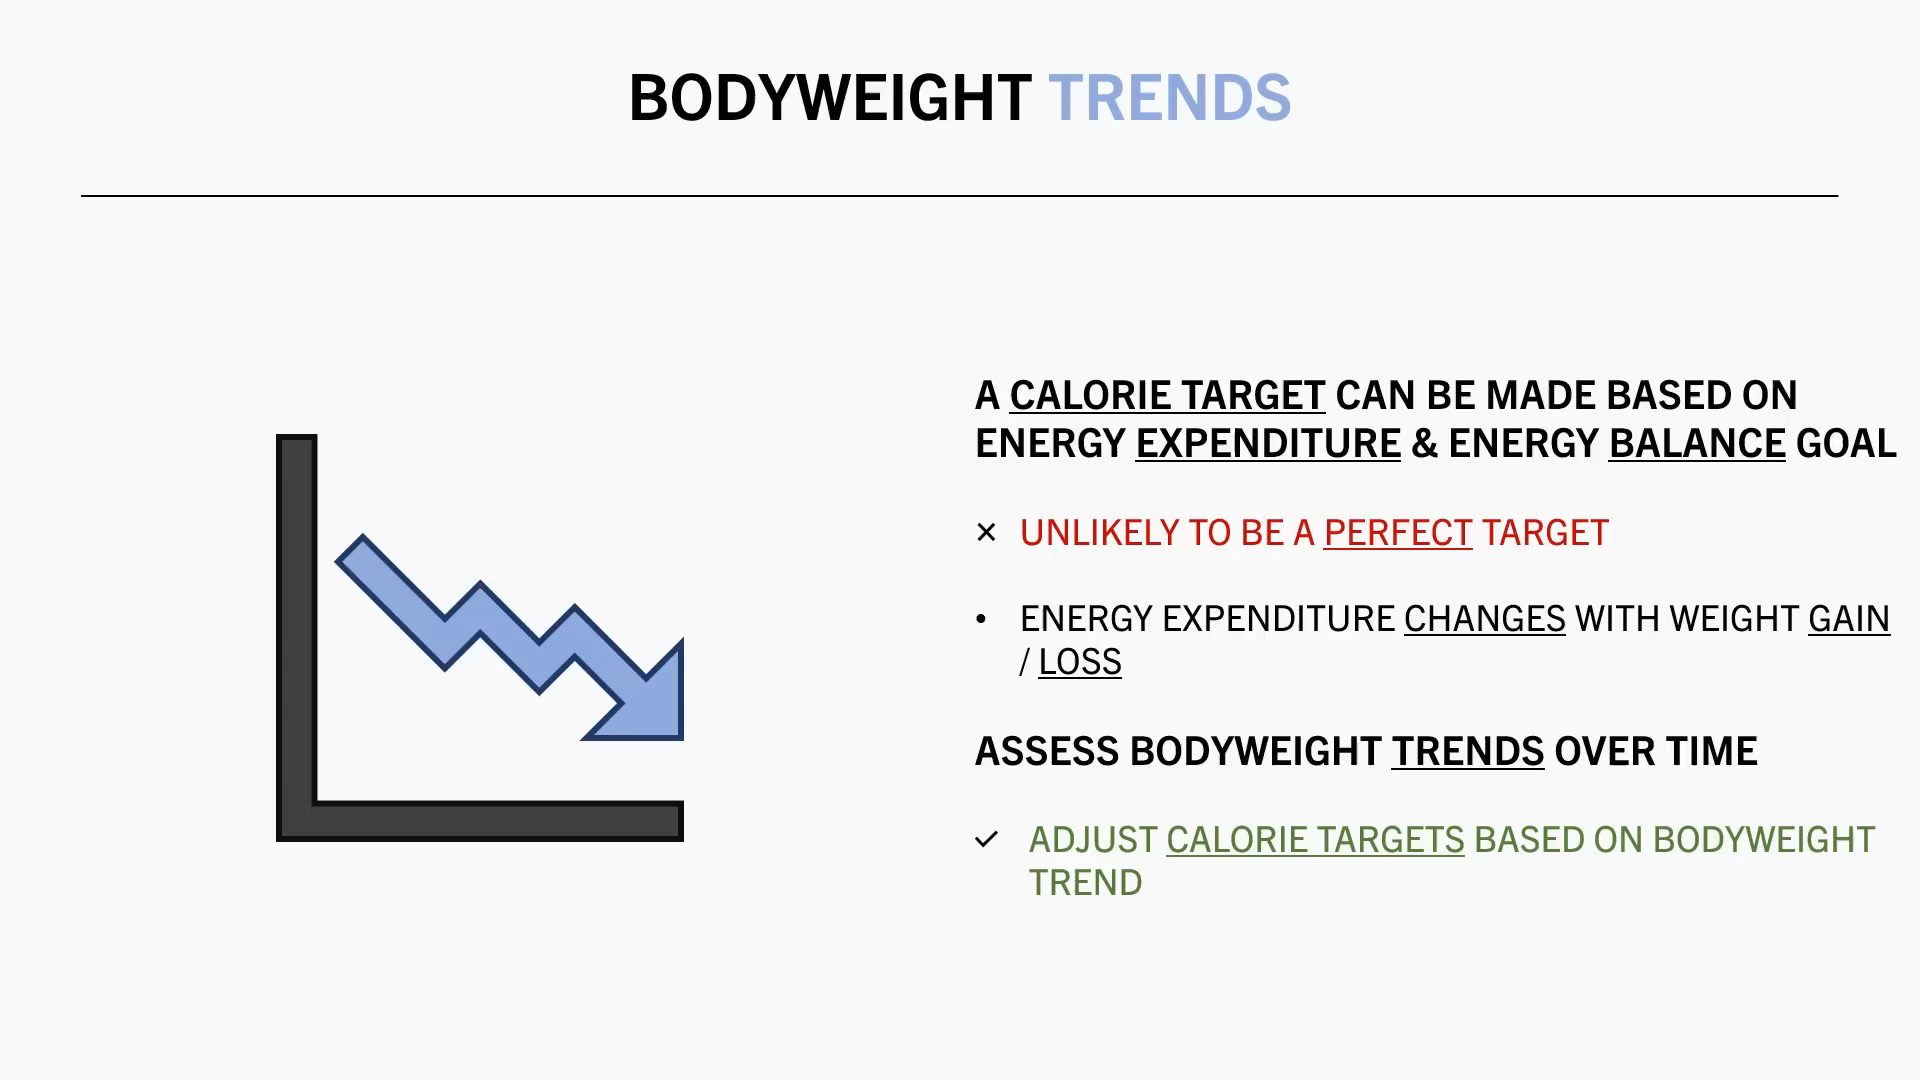 BODYWEIGHT TRENDS
A CALORIE TARGET CAN BE MADE BASED ON
ENERGY EXPENDITURE & ENERGY BALANCE GOAL
× UNLIKELY TO BE A PERFECT TARGET
• ENERGY EXPENDITURE CHANGES WITH WEIGHT GAIN
/ LOSS
ASSESS BODYWEIGHT TRENDS OVER TIME
✓ ADJUST CALORIE TARGETS BASED ON BODYWEIGHT
TREND